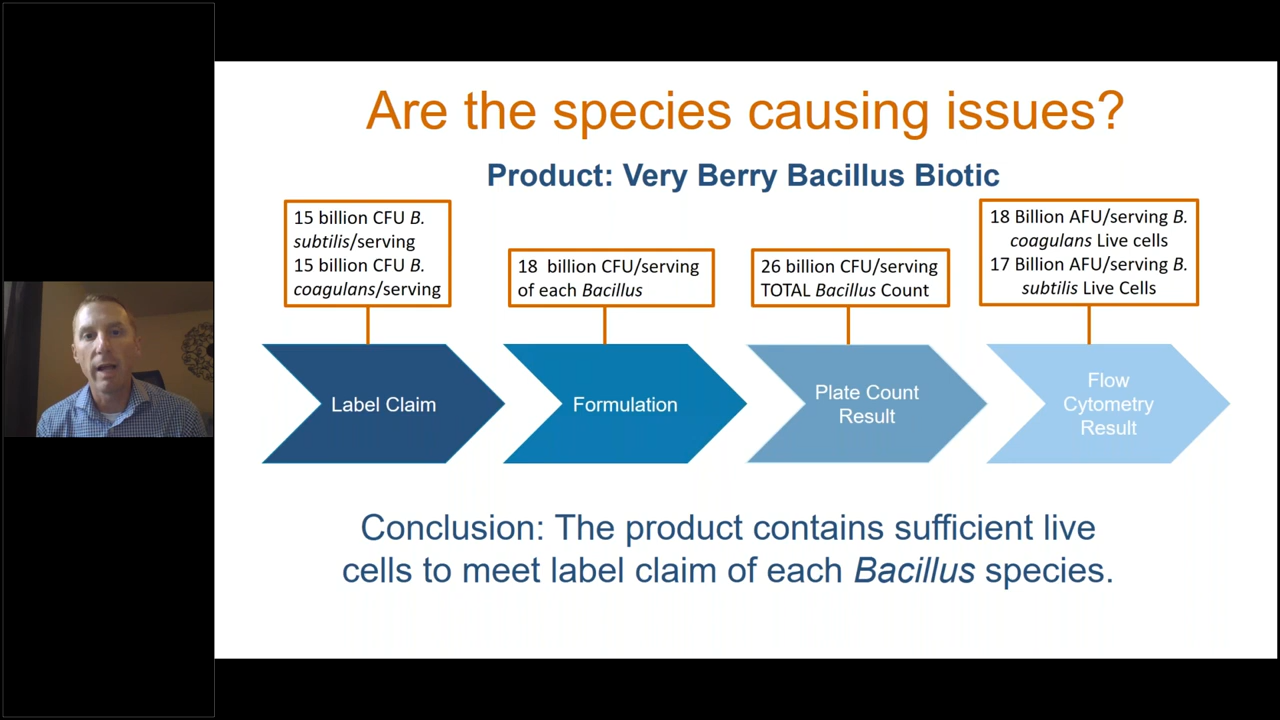 Are the species causing issues?
Product: Very Berry Bacillus Biotic
15 billion CFU B.
subtilis/serving
15 billion CFU B.
coagulans/serving
18 billion CFU/serving
of each Bacillus
26 billion CFU/serving
TOTAL Bacillus Count
18 Billion AFU/serving B.
coagulans Live cells
17 Billion AFU/serving B.
subtilis Live Cells
Label Claim
Formulation
Plate Count
Result
Flow
Cytometry
Result
Conclusion: The product contains sufficient live
cells to meet label claim of each Bacillus species.